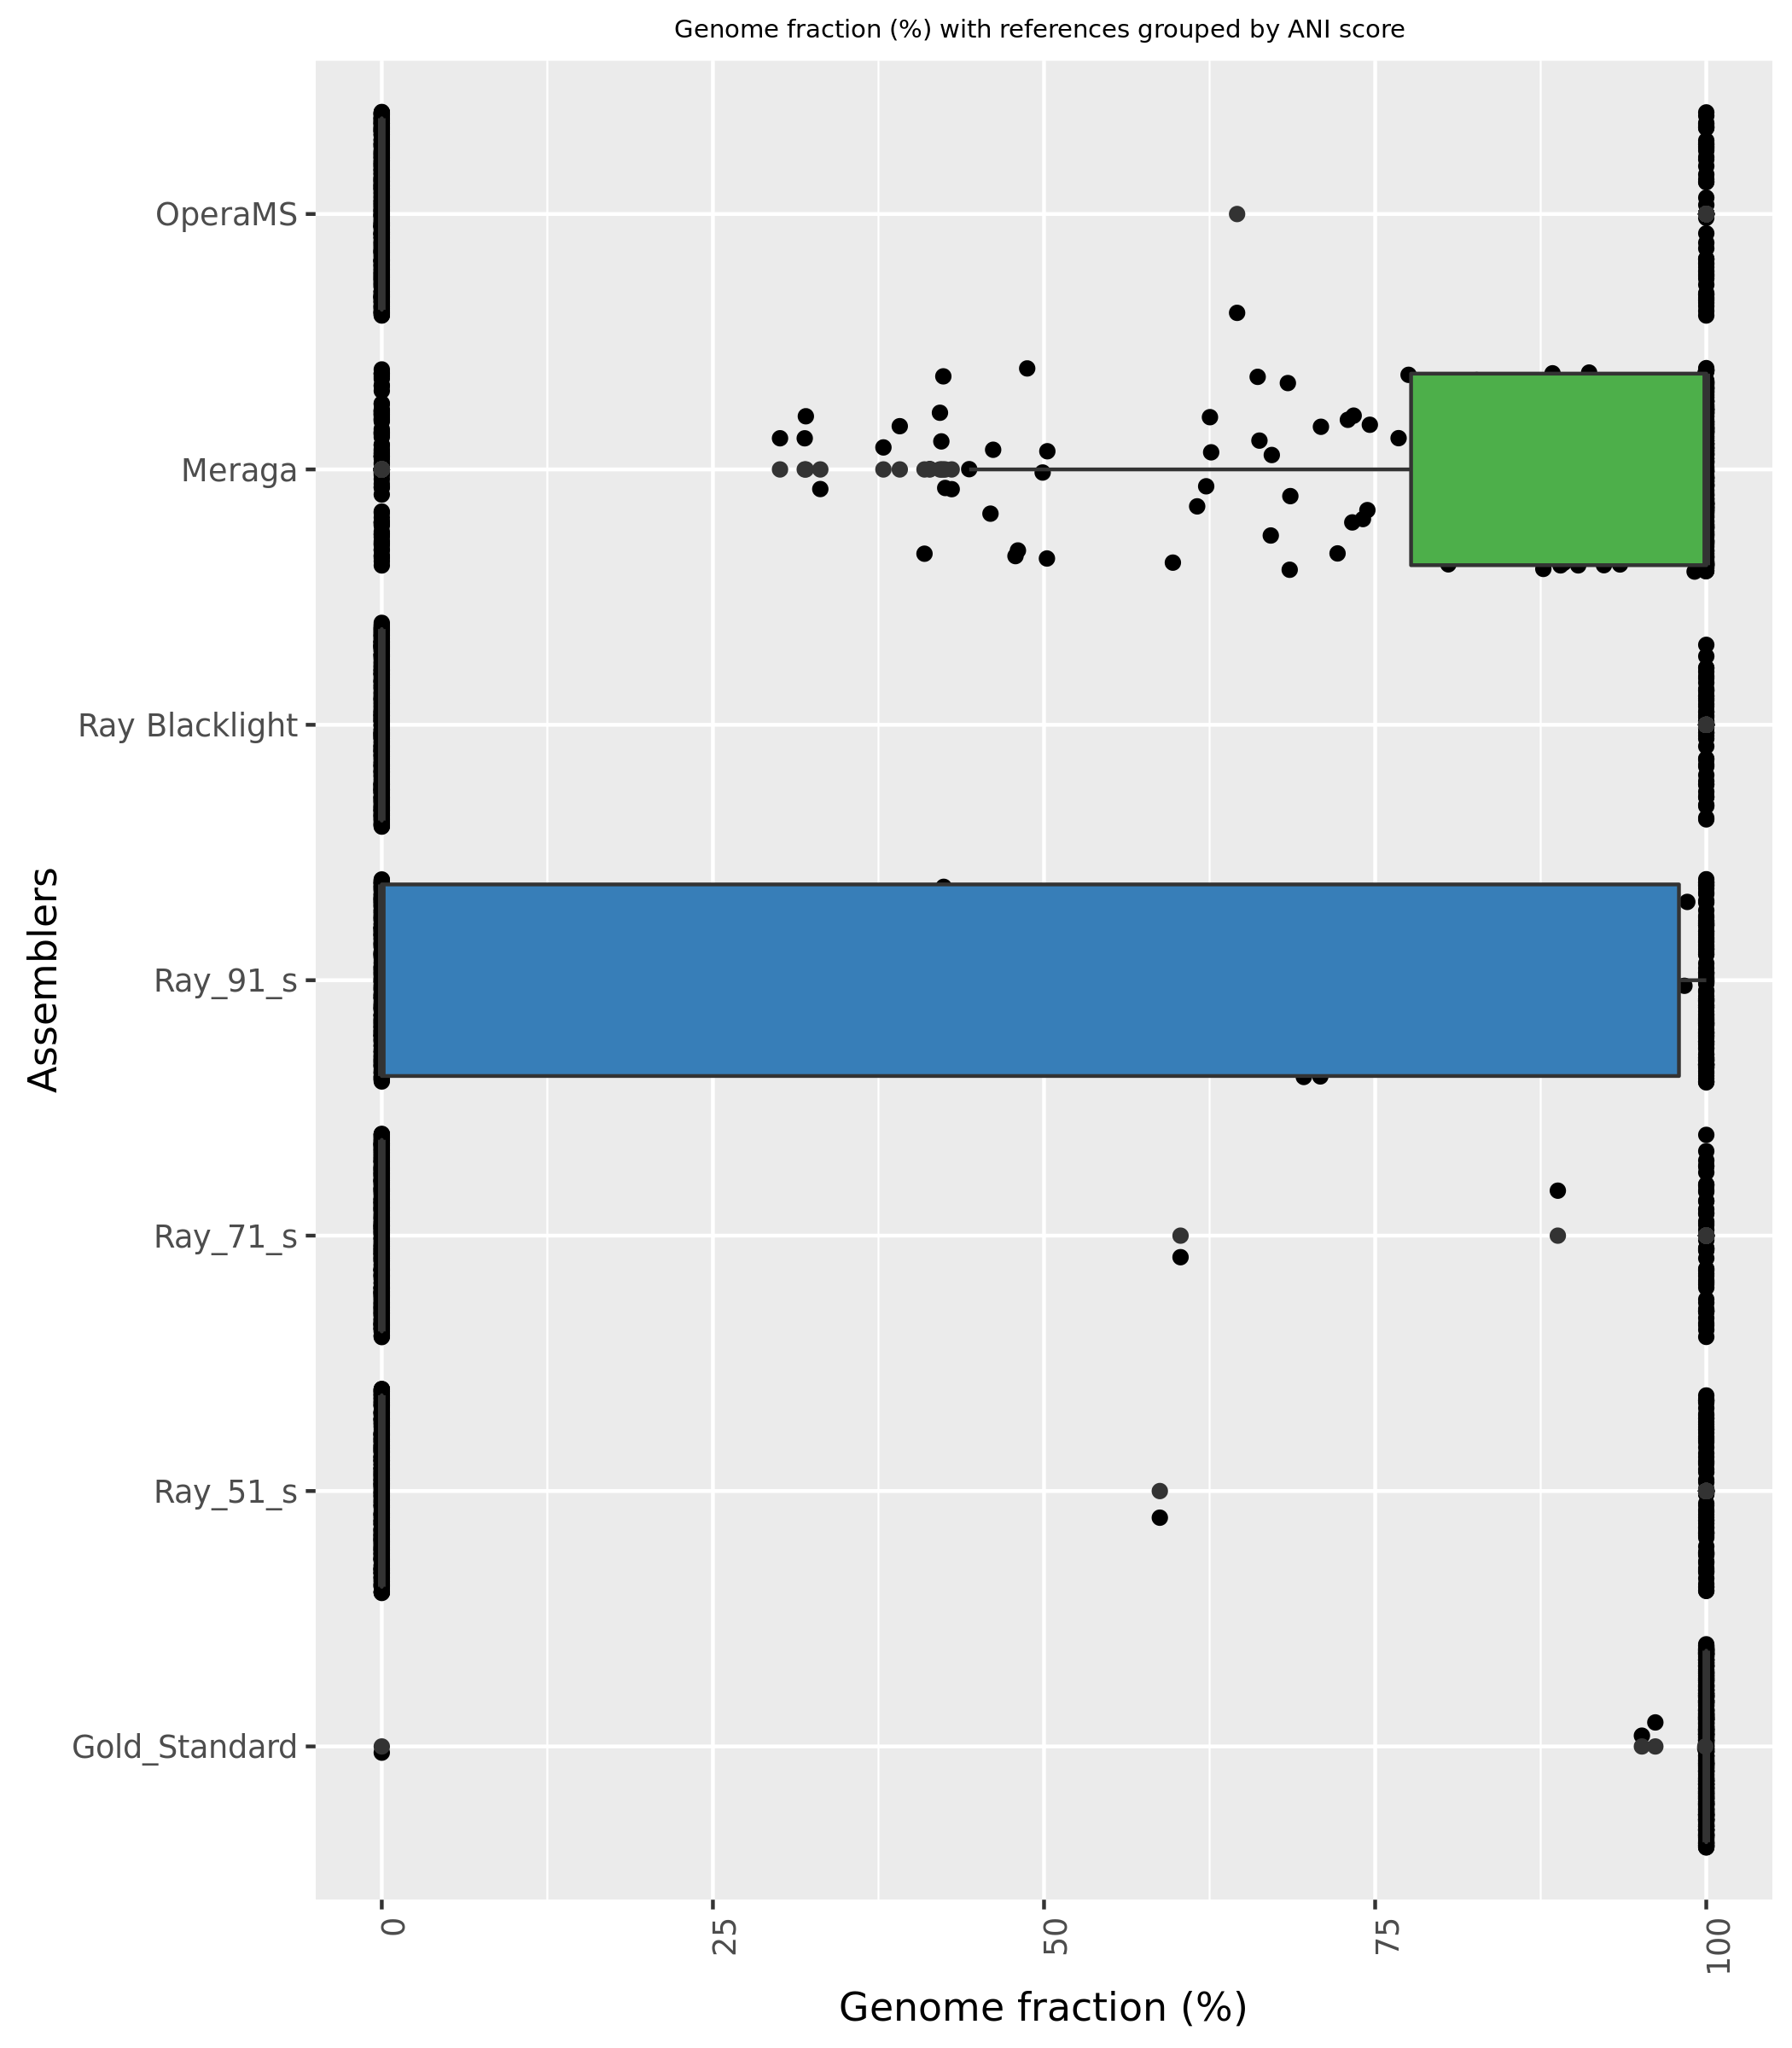 Genome fraction (%) with references grouped by ANI score
OperaMS
Meraga
Ray Blacklight
Ray_91_s
Ray_71_s
Ray_51_s
Gold_Standard
Assemblers
0
25
50
75
100
Genome fraction (%)